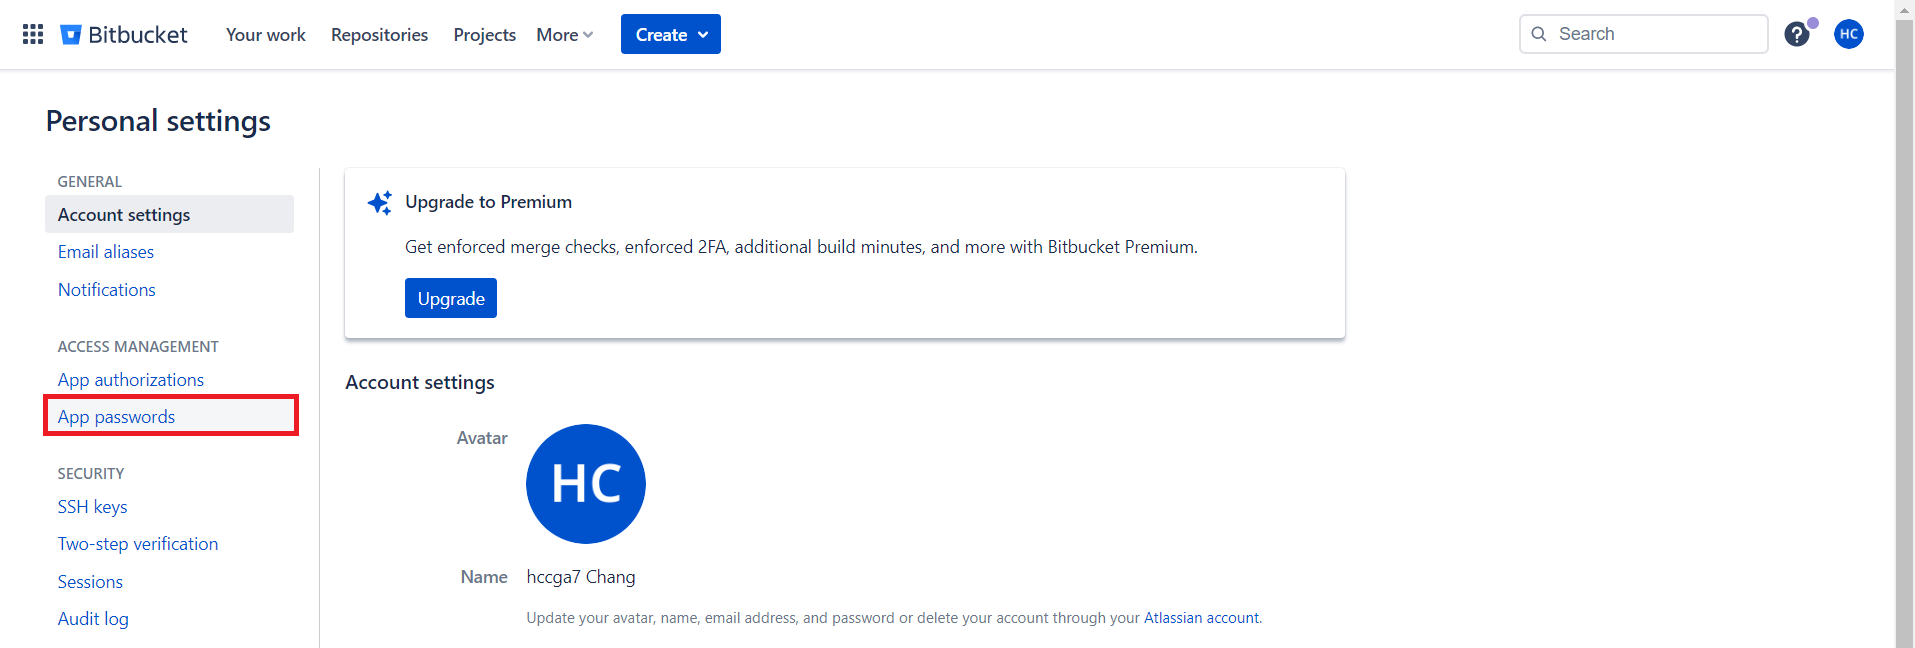 Bitbucket Your work Repositories Projects More Create Search ? HC
Personal settings
GENERAL
Account settings
Email aliases
Notifications
ACCESS MANAGEMENT
App authorizations
App passwords
SECURITY
SSH keys
Two-step verification
Sessions
Audit log
Upgrade to Premium
Get enforced merge checks, enforced 2FA, additional build minutes, and more with Bitbucket Premium.
Upgrade
Account settings
Avatar
HC
Name hccga7 Chang
Update your avatar, name, email address, and password or delete your account through your Atlassian account.